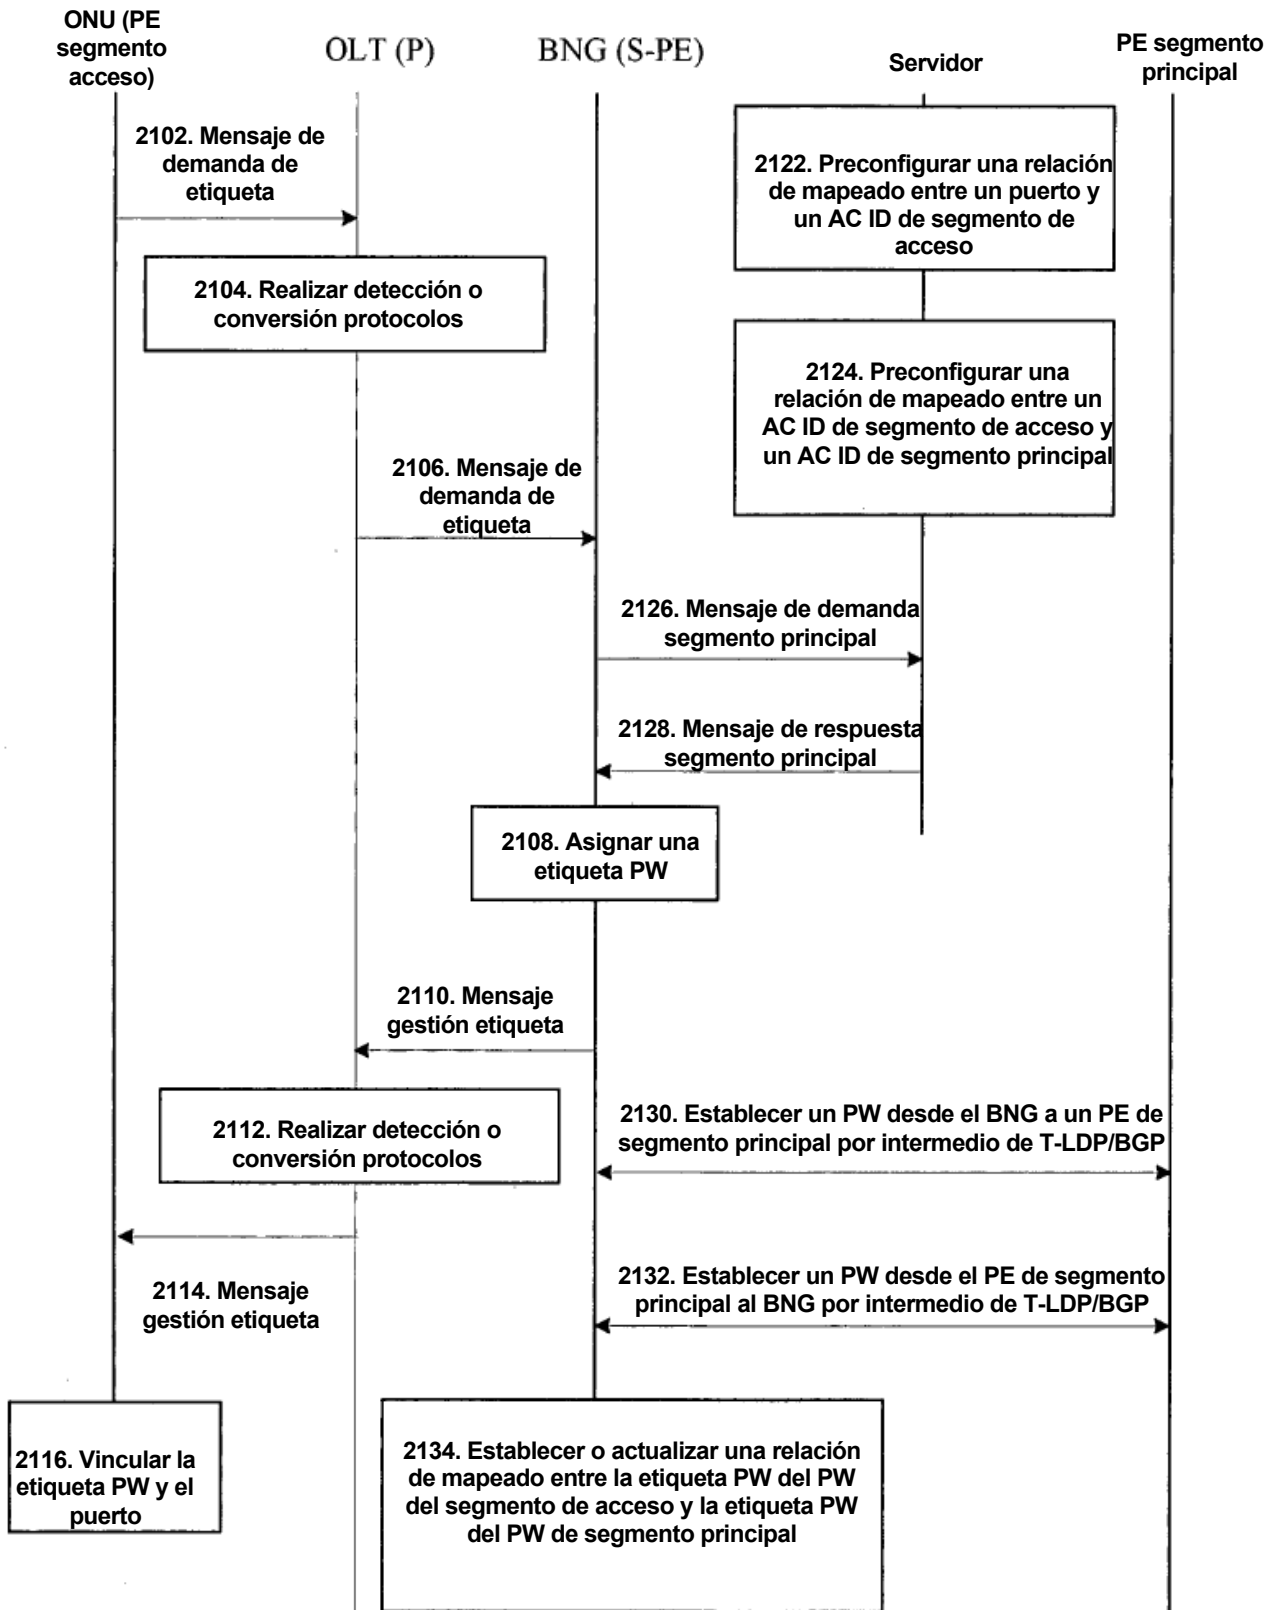 ONU (PE
segmento
acceso)
OLT (P)
BNG (S-PE)
Servidor
PE segmento
principal
2102. Mensaje de
demanda de
etiqueta
2122. Preconfigurar una relación
de mapeado entre un puerto y
un AC ID de segmento de
acceso
2104. Realizar detección o
conversión protocolos
2124. Preconfigurar una
relación de mapeado entre un
AC ID de segmento de acceso y
un AC ID de segmento principal
2106. Mensaje de
demanda de
etiqueta
2126. Mensaje de demanda
segmento principal
2128. Mensaje de respuesta
segmento principal
2108. Asignar una
etiqueta PW
2110. Mensaje
gestión etiqueta
2112. Realizar detección o
conversión protocolos
2130. Establecer un PW desde el BNG a un PE de
segmento principal por intermedio de T-LDP/BGP
2114. Mensaje
gestión etiqueta
2132. Establecer un PW desde el PE de segmento
principal al BNG por intermedio de T-LDP/BGP
2116. Vincular la
etiqueta PW y el
puerto
2134. Establecer o actualizar una relación
de mapeado entre la etiqueta PW del PW
del segmento de acceso y la etiqueta PW
del PW de segmento principal